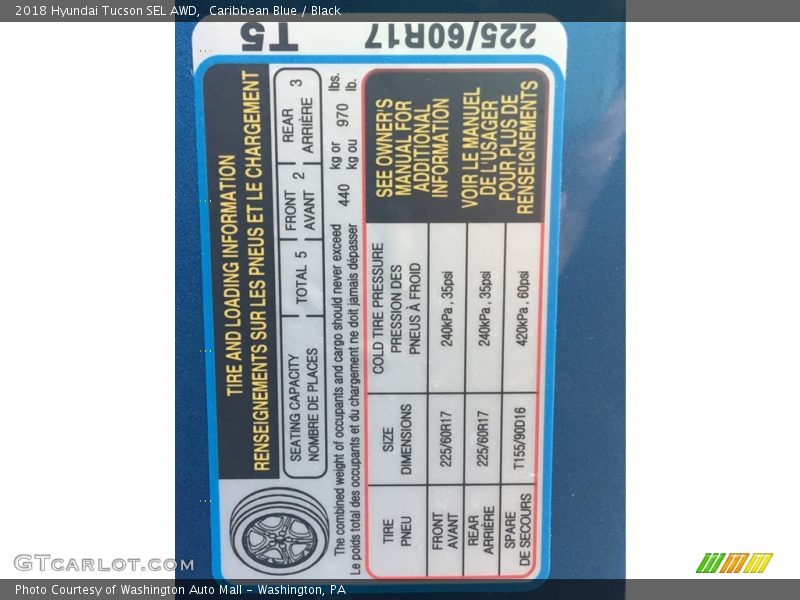 2018 Hyundai Tucson SEL AWD, Caribbean Blue / Black
225/60R17 T5
TIRE AND LOADING INFORMATION
RENSEIGNEMENTS SUR LES PNEUS ET LE CHARGEMENT
SEATING CAPACITY
NOMBRE DE PLACES
TOTAL 5
FRONT 2
AVANT
REAR 3
ARRIÈRE
The combined weight of occupants and cargo should never exceed 440 kg or 970 lbs.
Le poids total des occupants et du chargement ne doit jamais dépasser kg ou lb.
TIRE
PNEU
SIZE
DIMENSIONS
COLD TIRE PRESSURE
PRESSION DES
PNEUS À FROID
FRONT
AVANT
225/60R17
240kPa , 35psi
REAR
ARRIÈRE
225/60R17
240kPa , 35psi
SPARE
DE SECOURS
T155/90D16
420kPa , 60psi
SEE OWNER'S
MANUAL FOR
ADDITIONAL
INFORMATION
VOIR LE MANUEL
DE L'USAGER
POUR PLUS DE
RENSEIGNEMENTS
GTcarlot.com
Photo Courtesy of Washington Auto Mall - Washington, PA